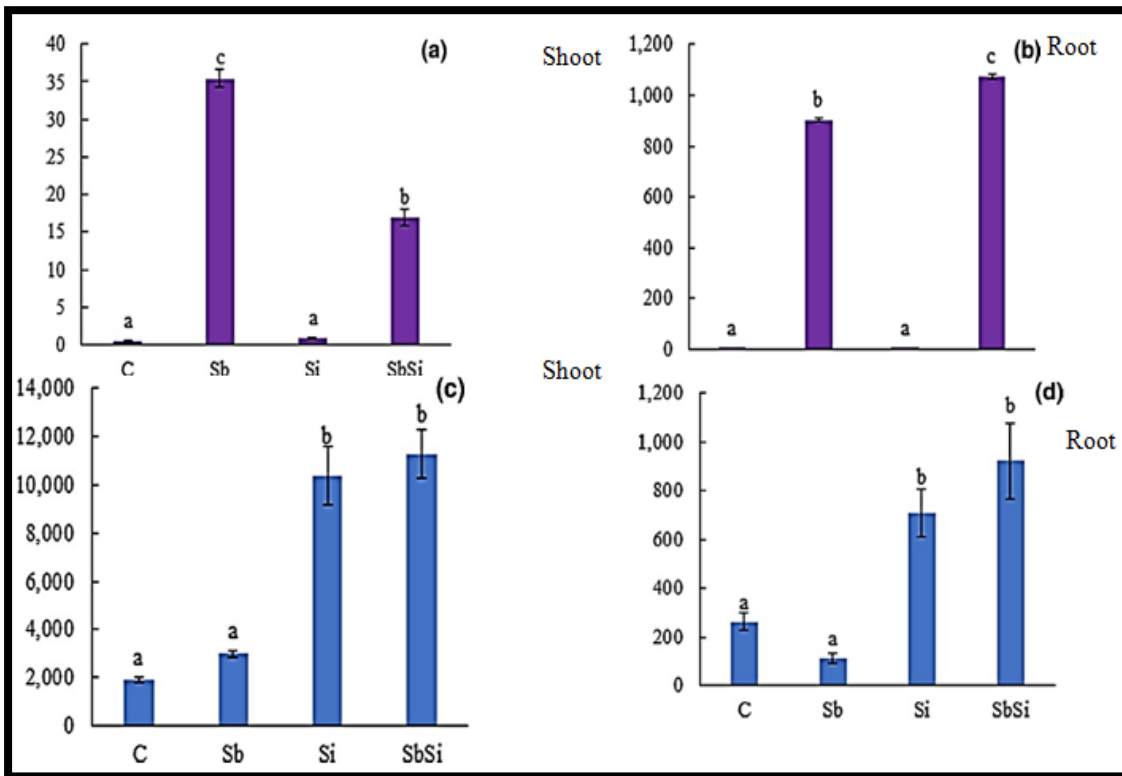 40
35
30
25
20
15
10
5
0
(a)
Shoot
a
c
a
b
C Sb Si SbSi
1,200
1,000
800
600
400
200
0
(b)
Root
a
b
a
c
14,000
12,000
10,000
8,000
6,000
4,000
2,000
0
(c)
Shoot
a
a
b
b
C Sb Si SbSi
1,200
1,000
800
600
400
200
0
(d)
Root
a
a
b
b
C Sb Si SbSi